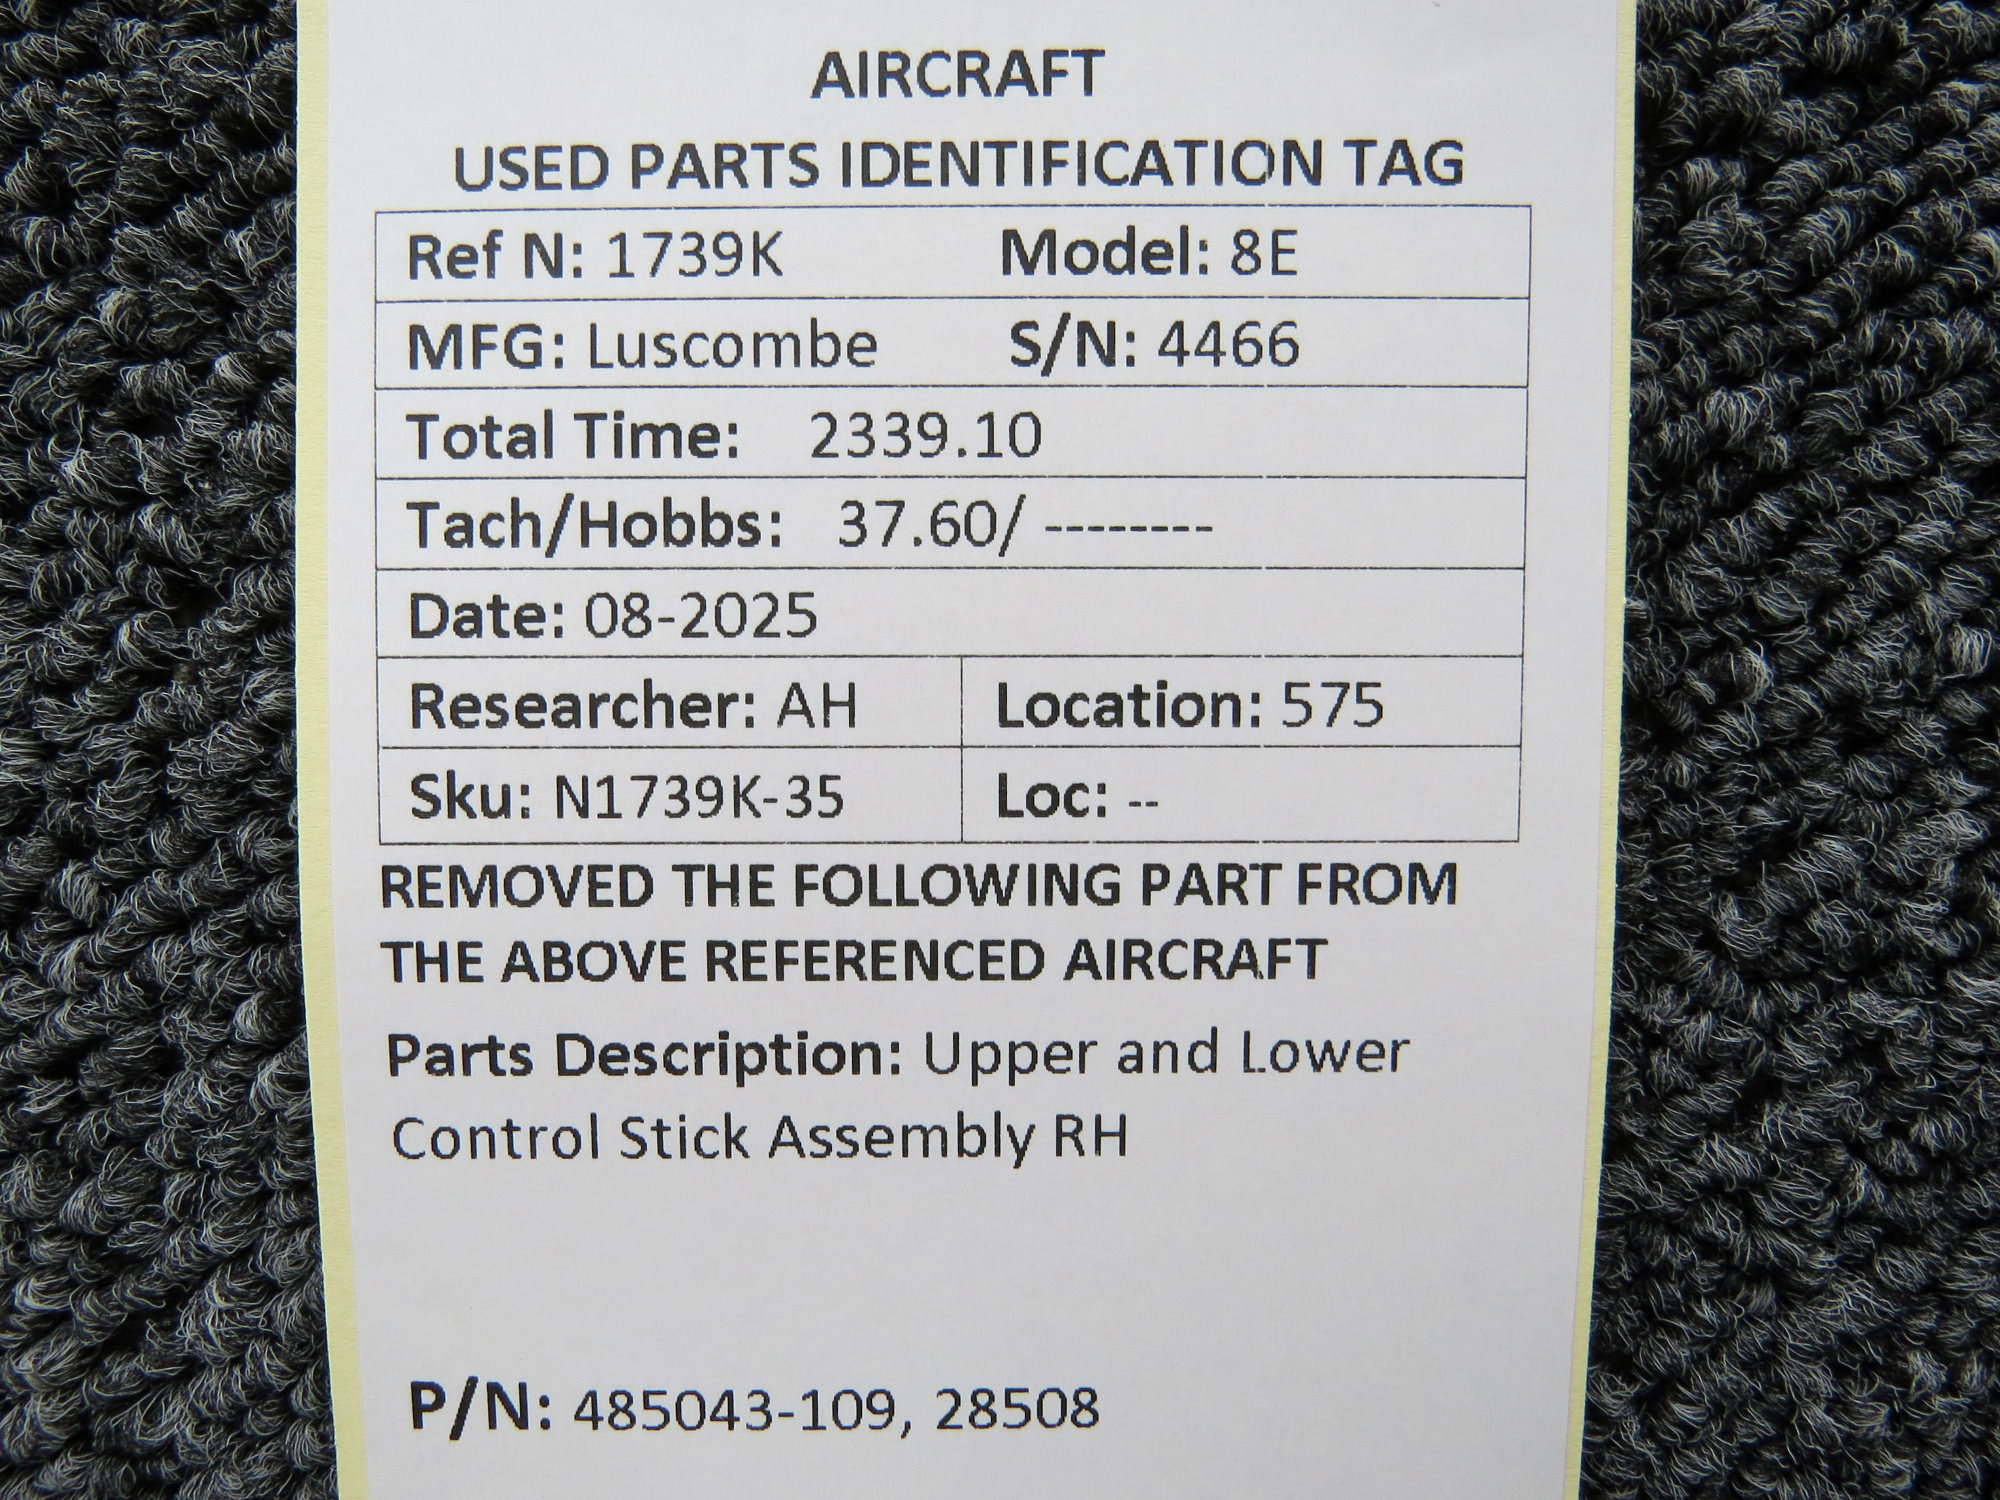 AIRCRAFT
USED PARTS IDENTIFICATION TAG
Ref N: 1739K Model: 8E
MFG: Luscombe S/N: 4466
Total Time: 2339.10
Tach/Hobbs: 37.60/ --------
Date: 08-2025
Researcher: AH Location: 575
Sku: N1739K-35 Loc: --
REMOVED THE FOLLOWING PART FROM
THE ABOVE REFERENCED AIRCRAFT
Parts Description: Upper and Lower
Control Stick Assembly RH
P/N: 485043-109, 28508